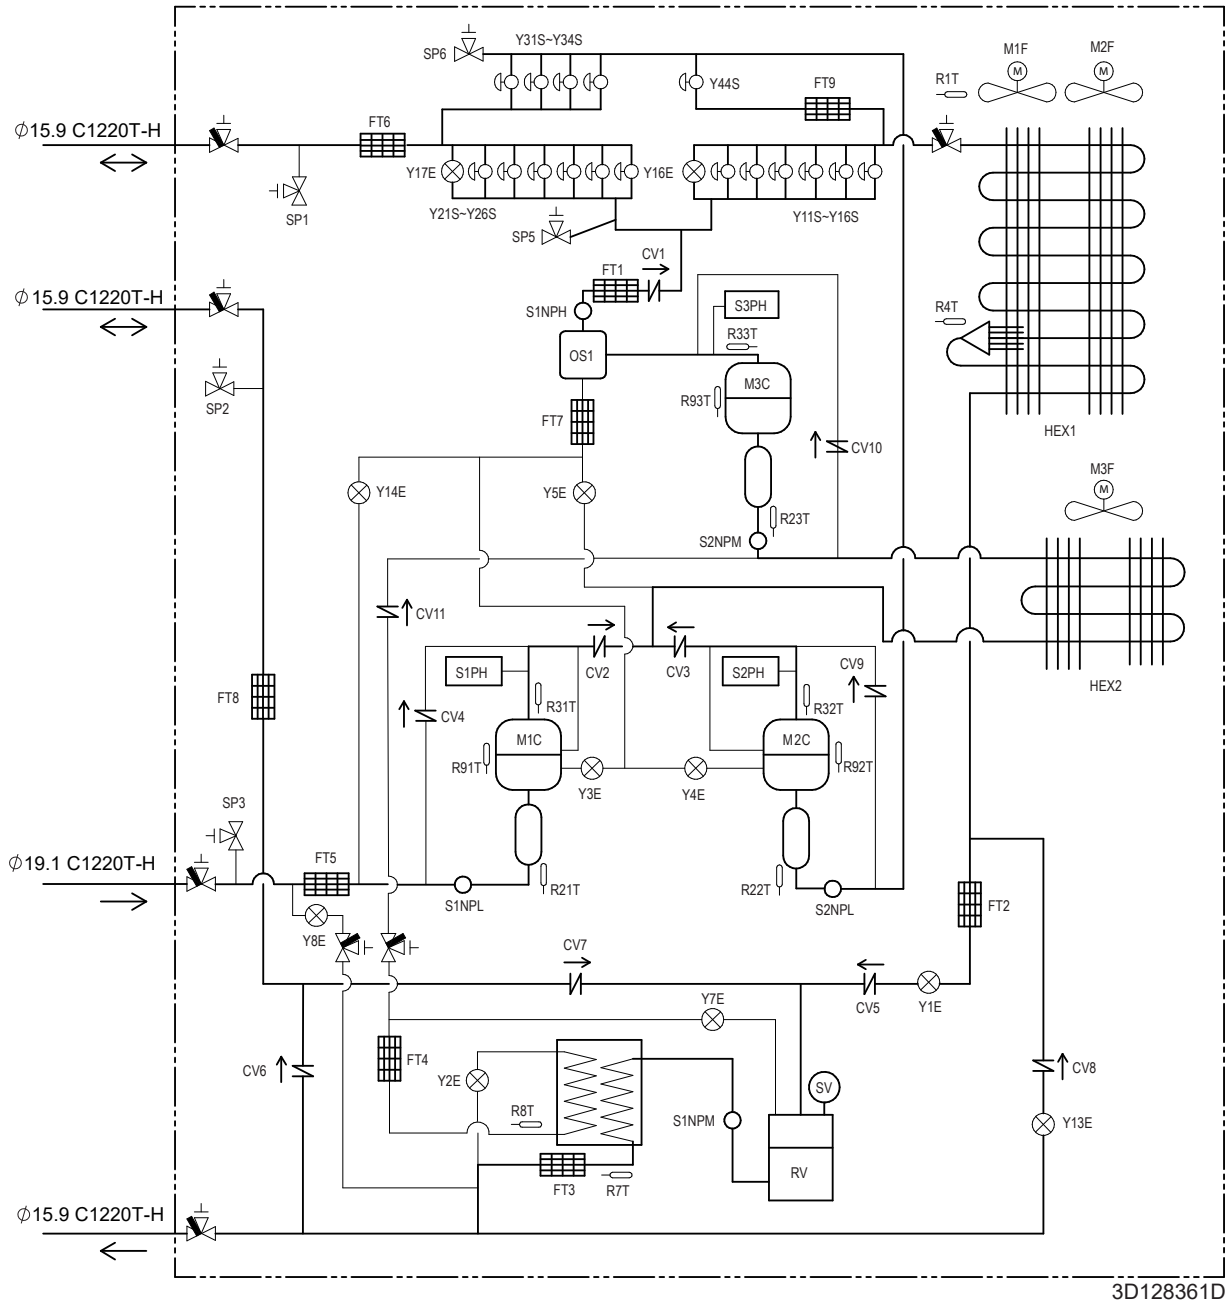 Y31S~Y34S
SP6
Y44S
FT9
M1F
M2F
M
M
R1T
∅15.9 C1220T-H
FT6
Y17E
Y16E
SP1
Y21S~Y26S
Y11S~Y16S
SP5
CV1
FT1
∅15.9 C1220T-H
S1NPH
S3PH
R4T
R33T
OS1
M3C
SP2
R93T
FT7
HEX1
CV10
M3F
M
Y14E
Y5E
R23T
S2NPM
CV11
S1PH
CV2
CV3
S2PH
CV9
HEX2
FT8
R31T
R32T
CV4
M1C
M2C
R91T
R92T
Y3E
Y4E
SP3
∅19.1 C1220T-H
FT5
R21T
R22T
S1NPL
S2NPL
FT2
Y8E
CV7
CV5
Y1E
Y7E
CV6
FT4
Y2E
SV
CV8
R8T
S1NPM
Y13E
FT3
R7T
RV
∅15.9 C1220T-H
3D128361D